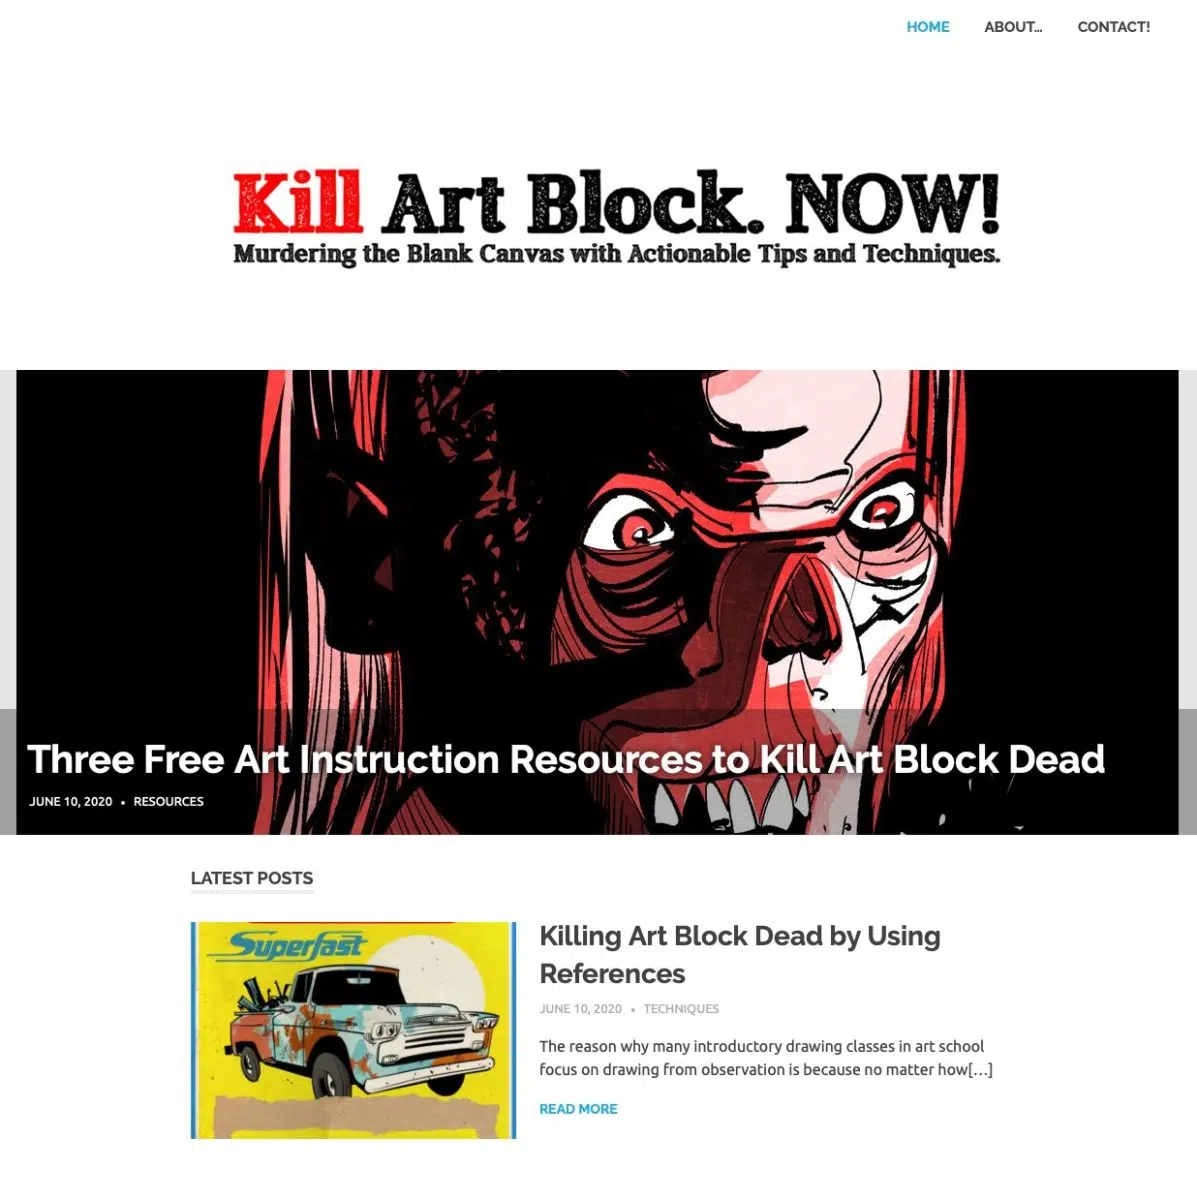 HOME ABOUT... CONTACT!
Kill Art Block. NOW!
Murdering the Blank Canvas with Actionable Tips and Techniques.
Three Free Art Instruction Resources to Kill Art Block Dead
JUNE 10, 2020 • RESOURCES
LATEST POSTS
Superfast
Killing Art Block Dead by Using
References
JUNE 10, 2020 • TECHNIQUES
The reason why many introductory drawing classes in art school
focus on drawing from observation is because no matter how[...]
READ MORE